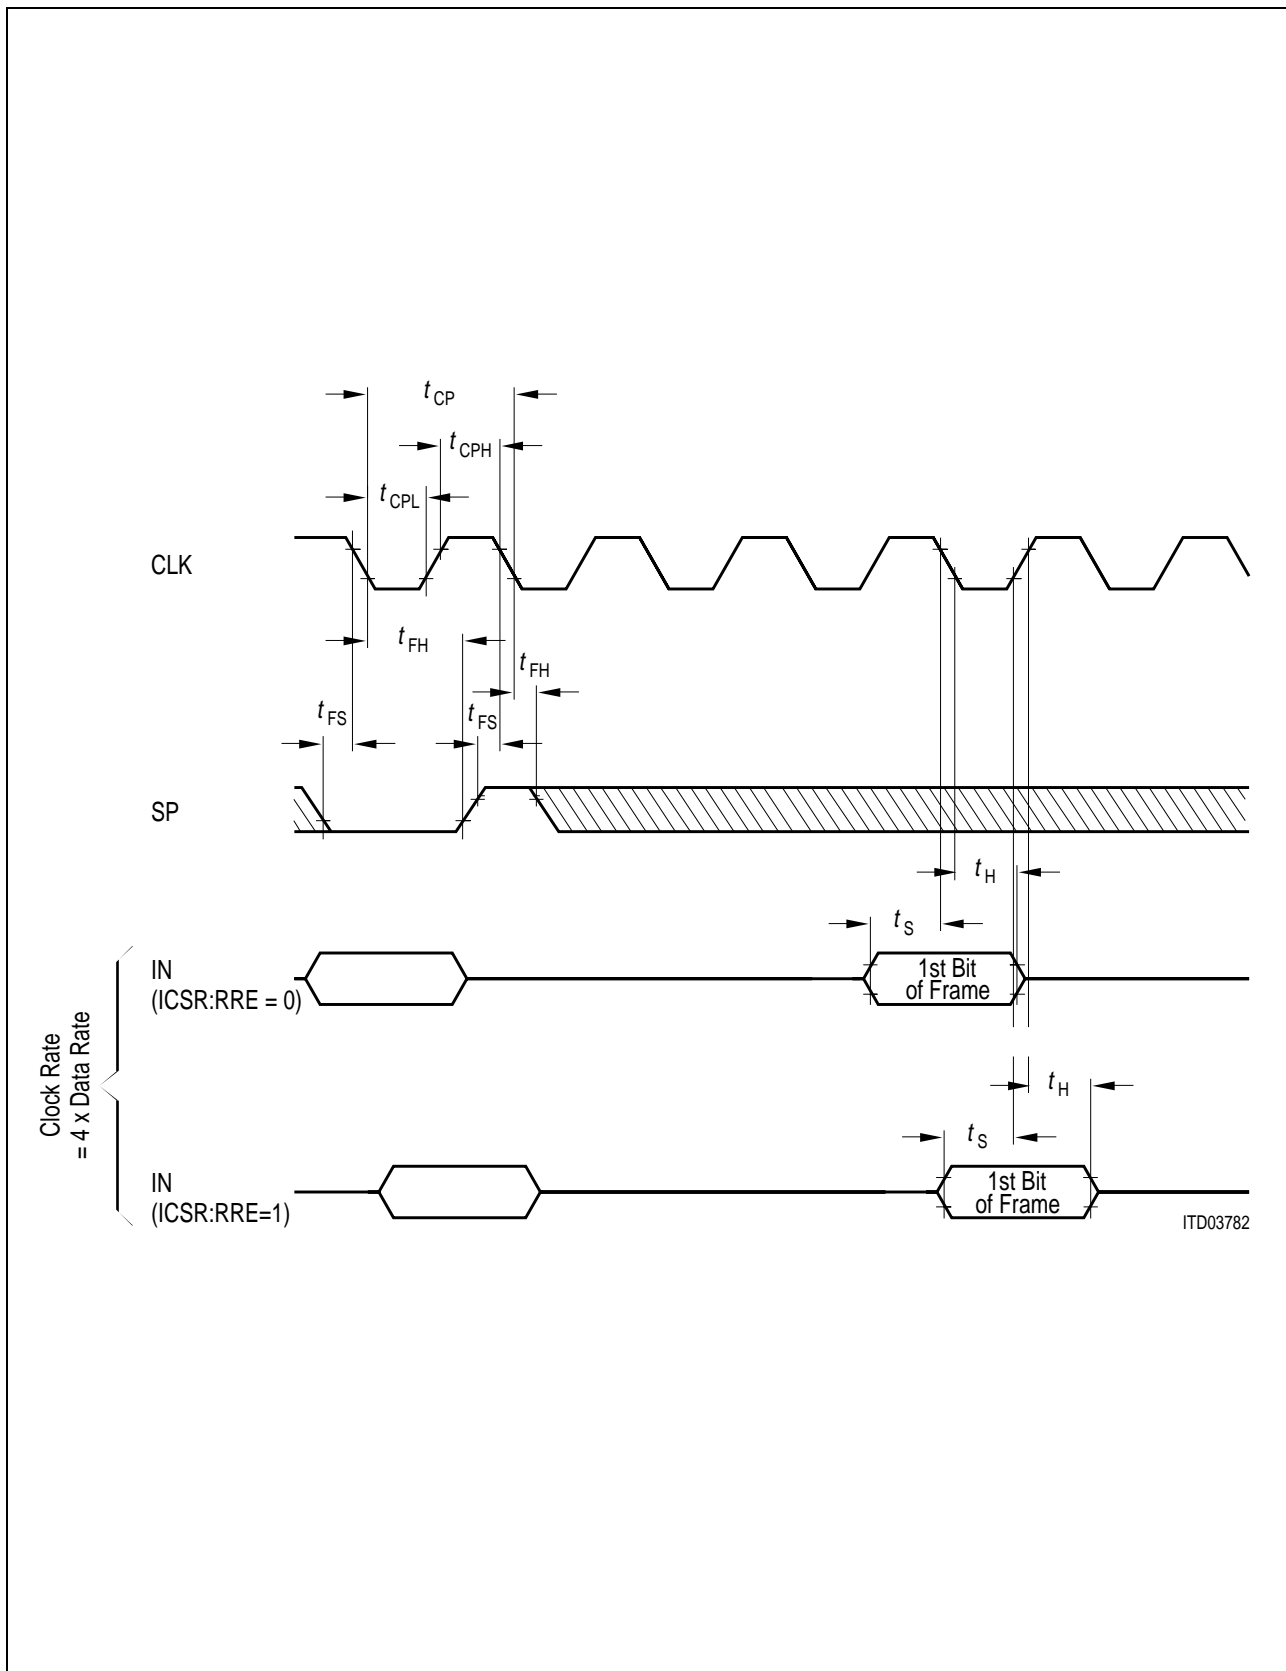 t CP
t CPH
t CPL
CLK
t FH
t FH
t FS
t FS
SP
t H
t S
IN
(ICSR:RRE = 0)
1st Bit
of Frame
Clock Rate
= 4 x Data Rate
t H
t S
IN
(ICSR:RRE=1)
1st Bit
of Frame
ITD03782